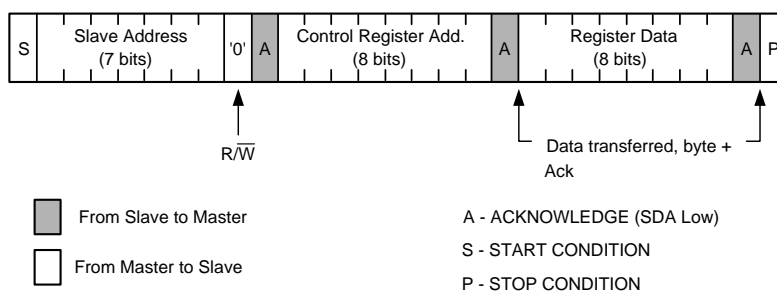 S Slave Address (7 bits) '0' A Control Register Add. (8 bits) A Register Data (8 bits) A P
R/W̅
Data transferred, byte +
Ack
From Slave to Master
A - ACKNOWLEDGE (SDA Low)
S - START CONDITION
From Master to Slave
P - STOP CONDITION